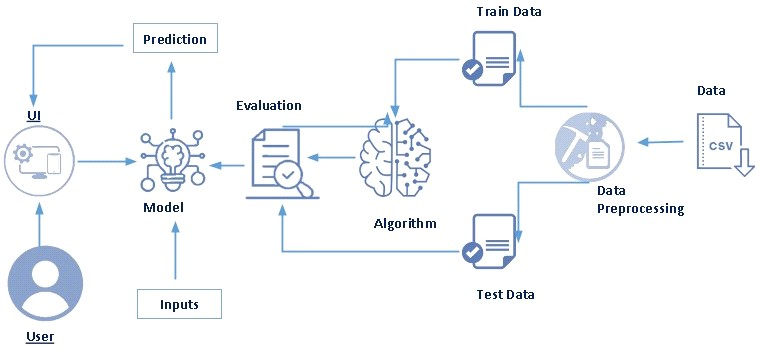 Train Data
Prediction
Data
Evaluation
UI
CSV
Model
Data
Preprocessing
Algorithm
Inputs
Test Data
User